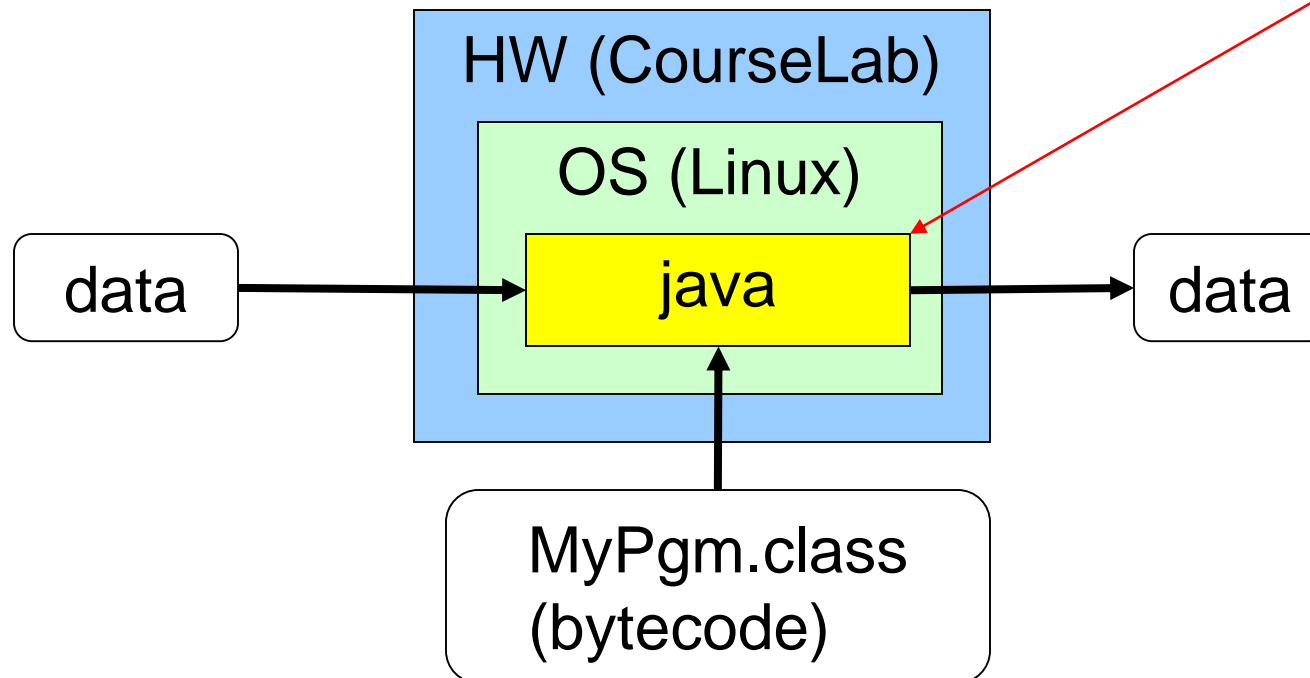 HW (CourseLab)
OS (Linux)
data
java
data
MyPgm.class
(bytecode)